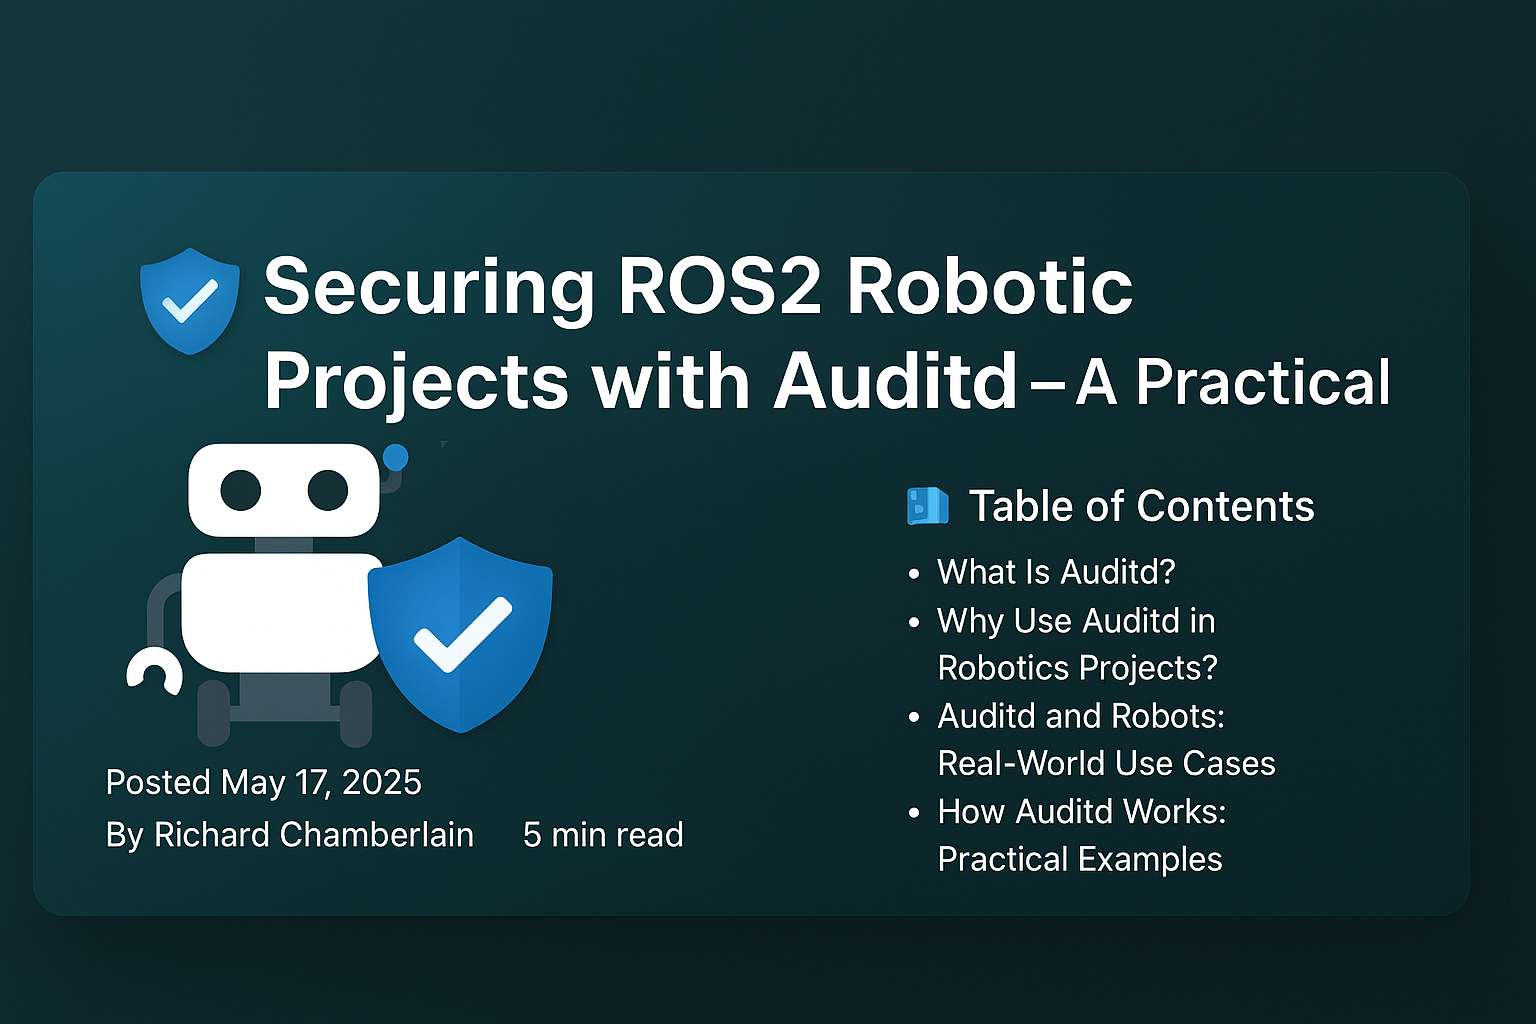 Securing ROS2 Robotic
Projects with Auditd – A Practical
Table of Contents
• What Is Auditd?
• Why Use Auditd in
Robotics Projects?
• Auditd and Robots:
Real-World Use Cases
• How Auditd Works:
Practical Examples
Posted May 17, 2025
By Richard Chamberlain 5 min read